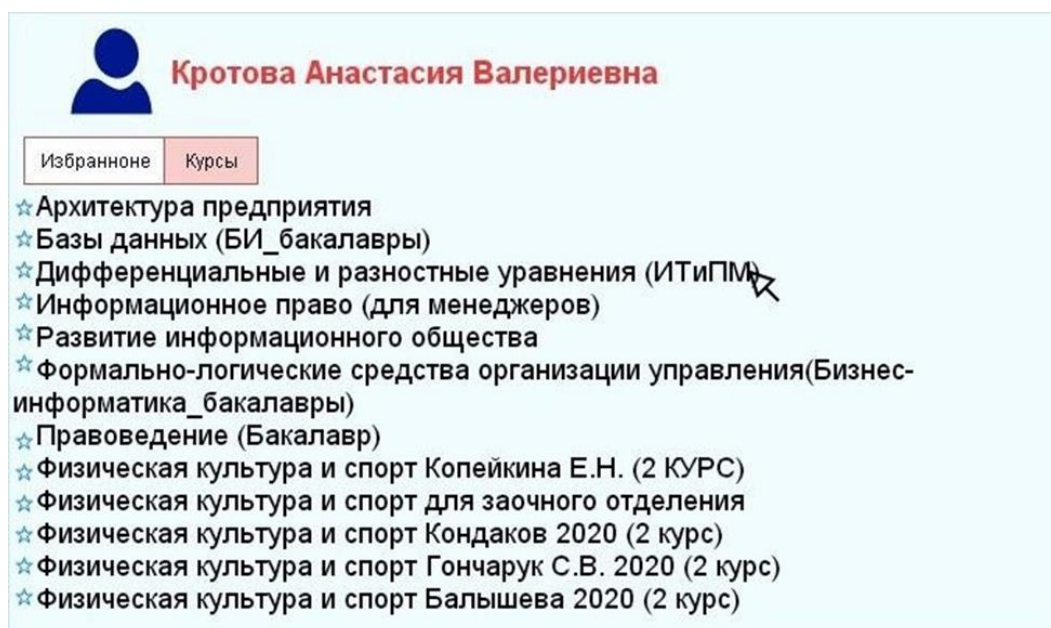 Кротова Анастасия Валериевна
Избранноне Курсы
Архитектура предприятия
Базы данных (БИ_бакалавры)
Дифференциальные и разностные уравнения (ИТиПМ)
Информационное право (для менеджеров)
Развитие информационного общества
Формально-логические средства организации управления(Бизнес-
информатика_бакалавры)
Правоведение (Бакалавр)
Физическая культура и спорт Копейкина Е.Н. (2 КУРС)
Физическая культура и спорт для заочного отделения
Физическая культура и спорт Кондаков 2020 (2 курс)
Физическая культура и спорт Гончарук С.В. 2020 (2 курс)
Физическая культура и спорт Балышева 2020 (2 курс)